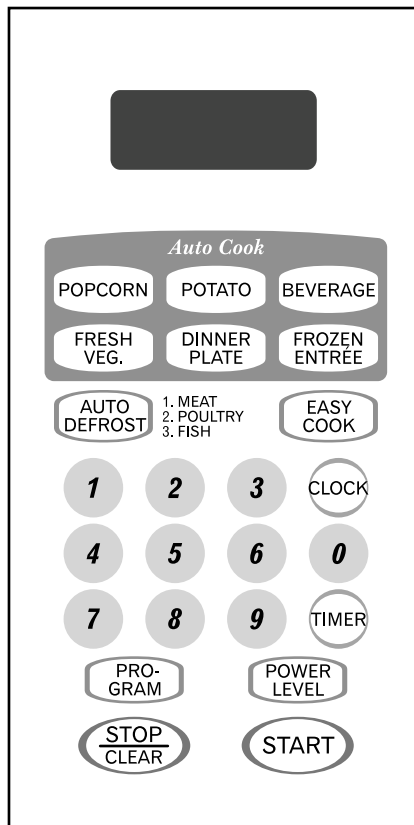 Auto Cook
POPCORN
POTATO
BEVERAGE
FRESH
VEG.
DINNER
PLATE
FROZEN
ENTRÉE
AUTO
DEFROST
1. MEAT
2. POULTRY
3. FISH
EASY
COOK
1
2
3
CLOCK
4
5
6
0
7
8
9
TIMER
PRO-
GRAM
POWER
LEVEL
STOP
CLEAR
START